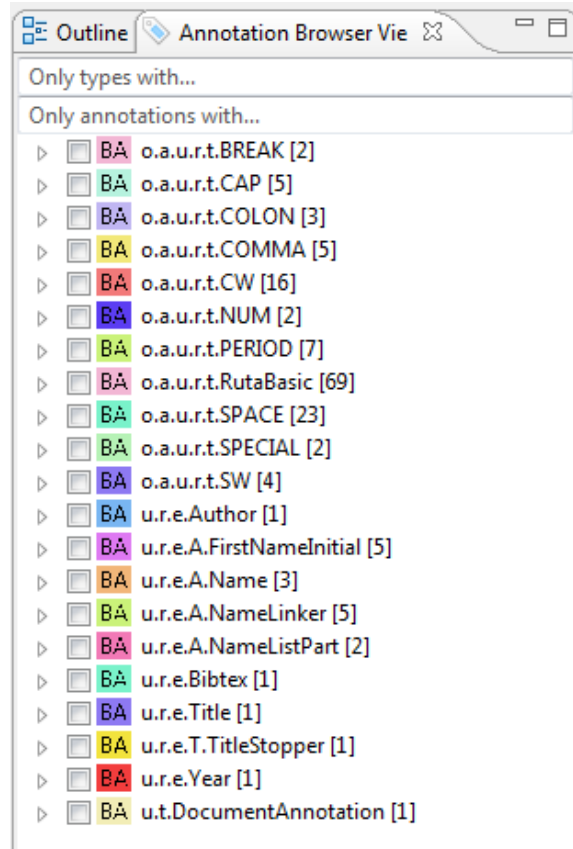 Outline Annotation Browser Vie
Only types with...
Only annotations with...
BA o.a.u.r.t.BREAK [2]
BA o.a.u.r.t.CAP [5]
BA o.a.u.r.t.COLON [3]
BA o.a.u.r.t.COMMA [5]
BA o.a.u.r.t.CW [16]
BA o.a.u.r.t.NUM [2]
BA o.a.u.r.t.PERIOD [7]
BA o.a.u.r.t.RutaBasic [69]
BA o.a.u.r.t.SPACE [23]
BA o.a.u.r.t.SPECIAL [2]
BA o.a.u.r.t.SW [4]
BA u.r.e.Author [1]
BA u.r.e.A.FirstNameInitial [5]
BA u.r.e.A.Name [3]
BA u.r.e.A.NameLinker [5]
BA u.r.e.A.NameListPart [2]
BA u.r.e.Bibtex [1]
BA u.r.e.Title [1]
BA u.r.e.T.TitleStopper [1]
BA u.r.e.Year [1]
BA u.t.DocumentAnnotation [1]